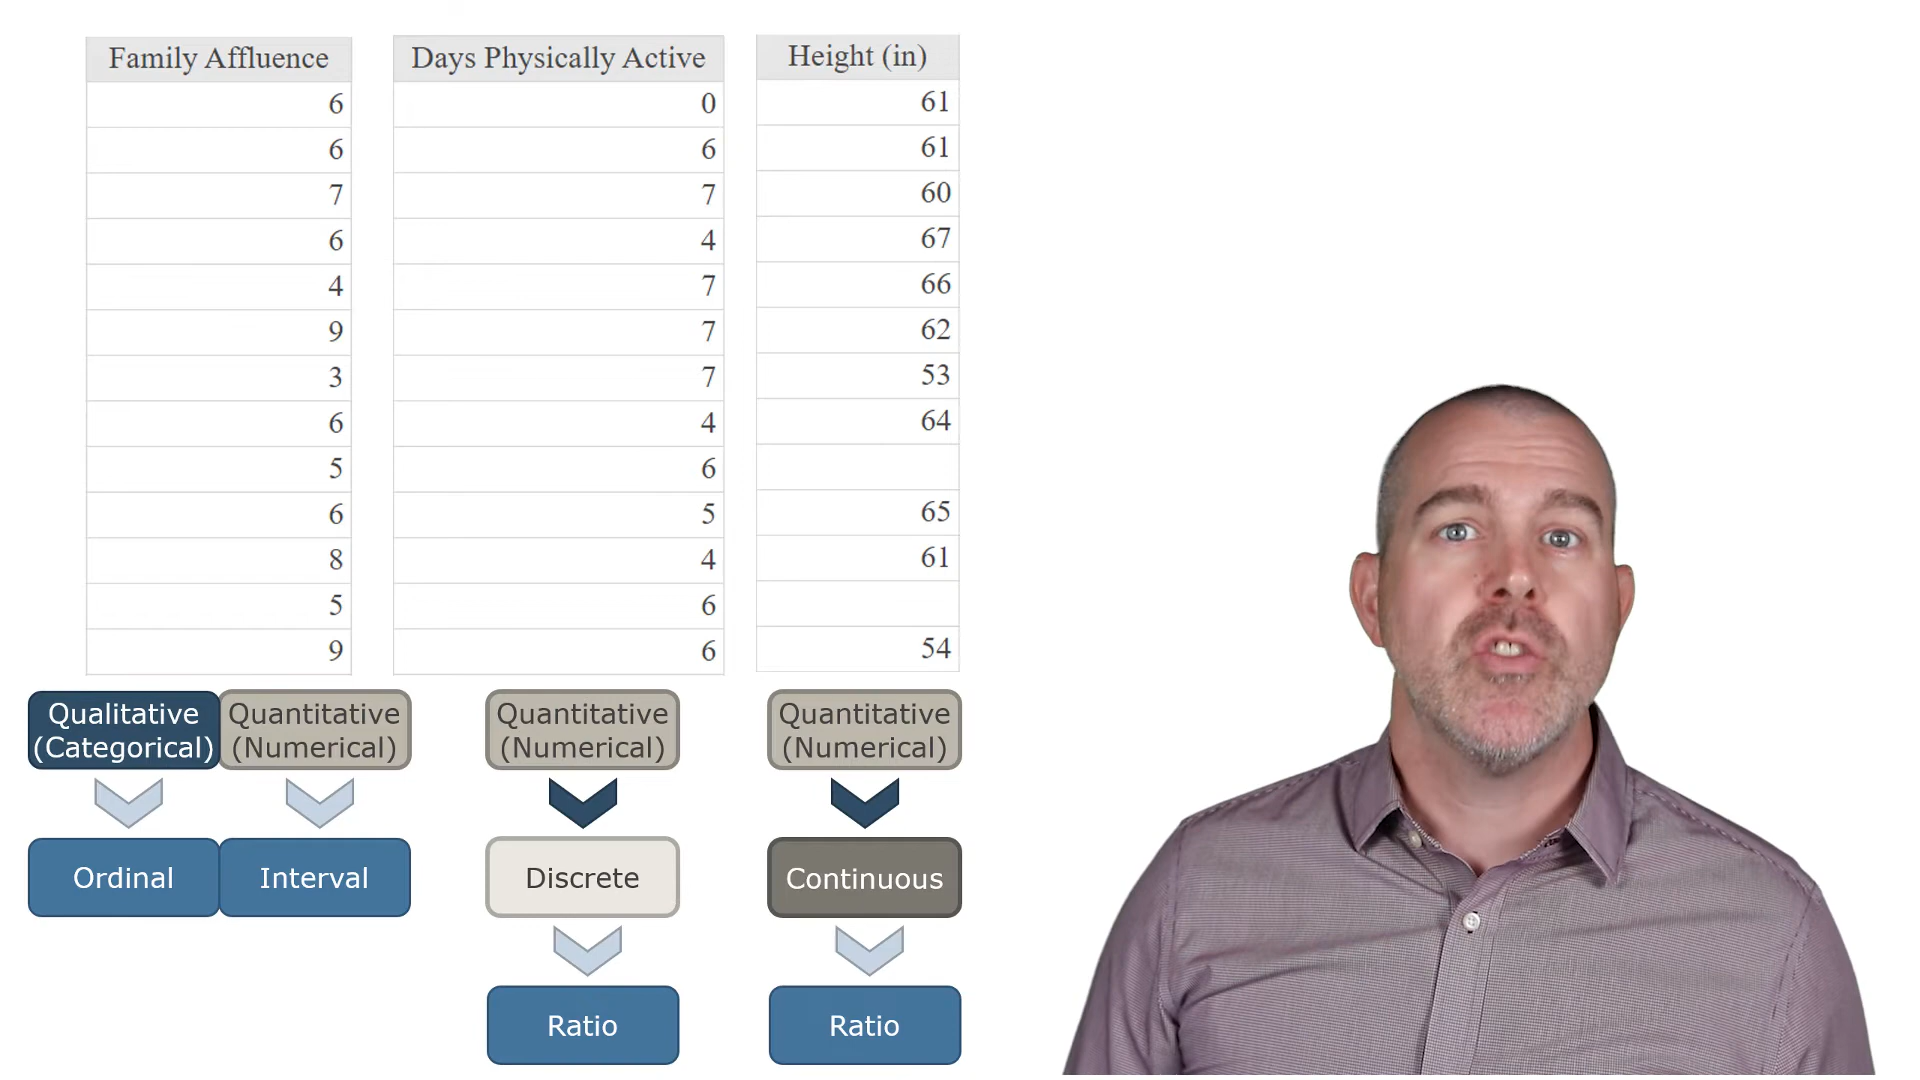 Family Affluence
6
6
7
6
4
9
3
6
5
6
8
5
9
Days Physically Active
0
6
7
4
7
7
7
4
6
5
4
6
6
Height (in)
61
61
60
67
66
62
53
64
65
61
54
Qualitative
(Categorical)
Ordinal
Quantitative
(Numerical)
Interval
Quantitative
(Numerical)
Discrete
Ratio
Quantitative
(Numerical)
Continuous
Ratio